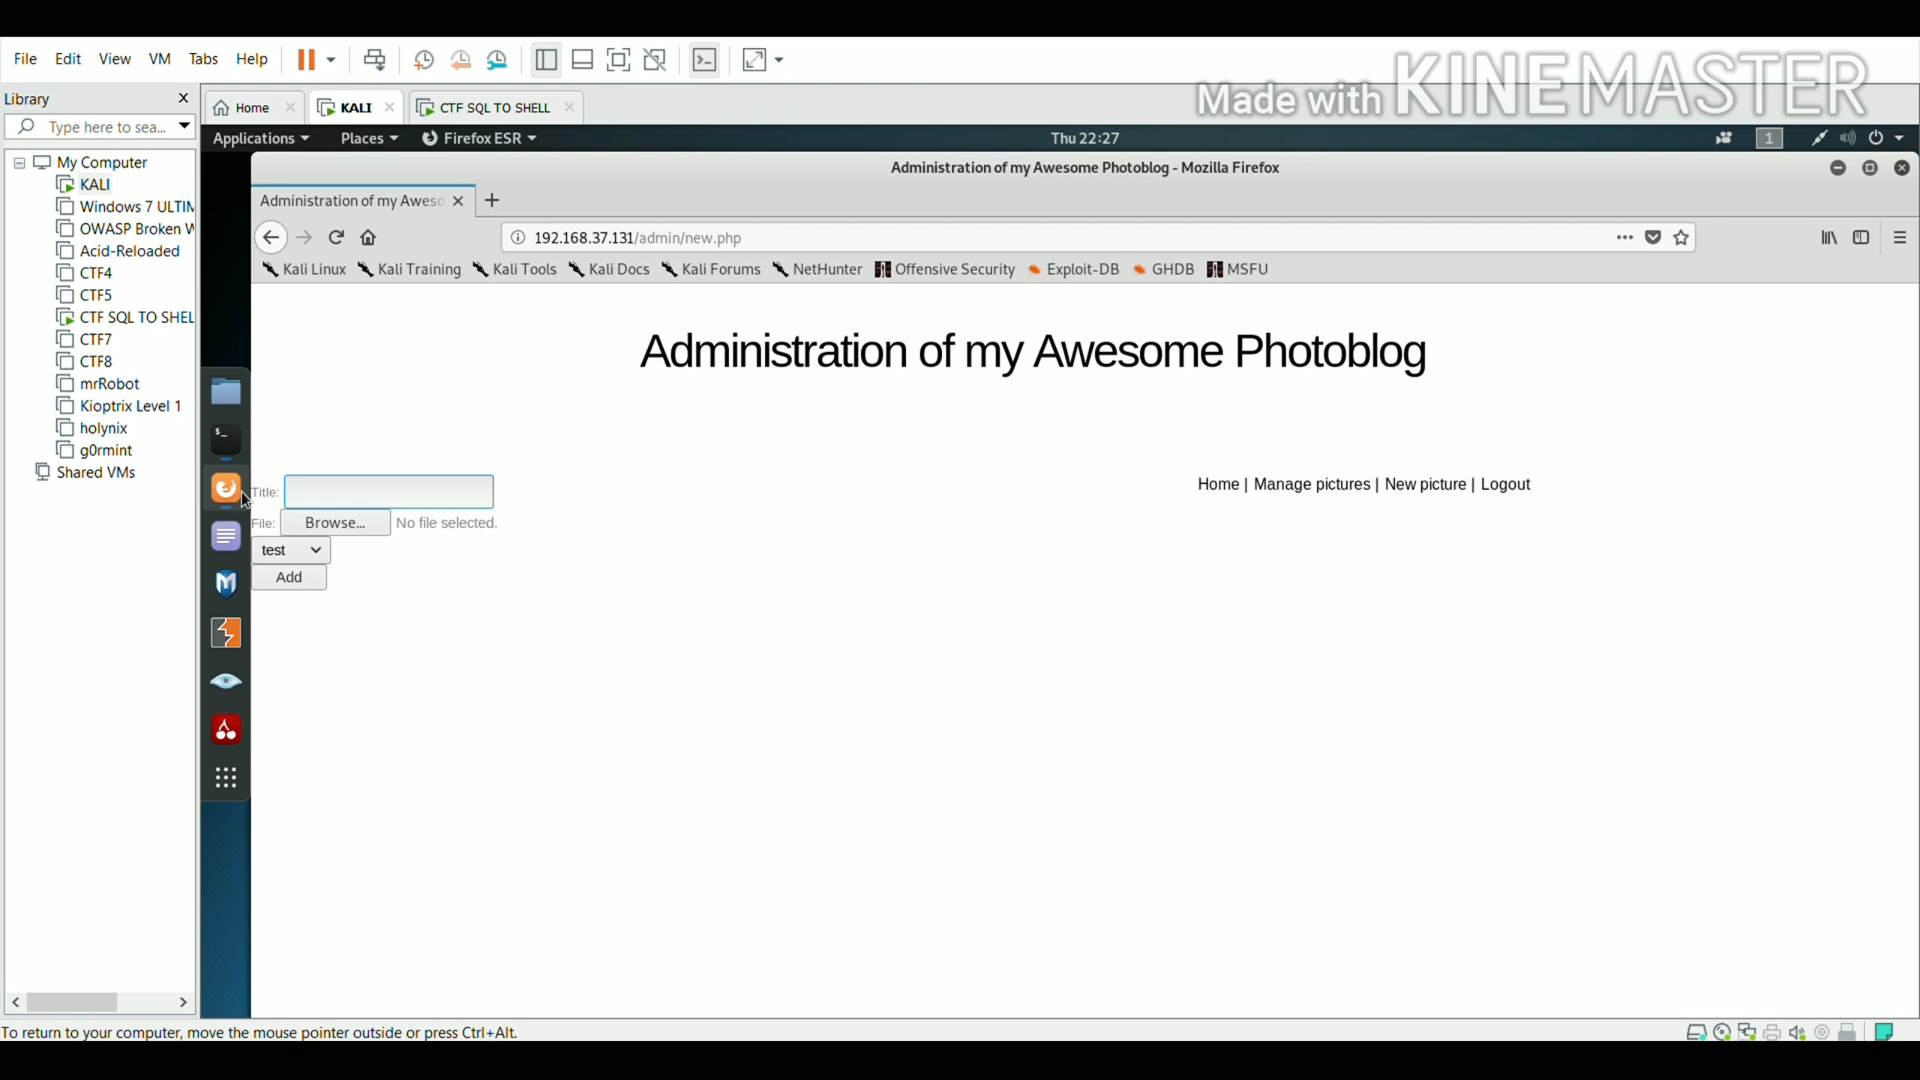 File Edit View VM Tabs Help
Made with KINEMASTER
Library
Home KALI CTF SQL TO SHELL
Type here to sea...
Applications Places Firefox ESR Thu 22:27 1
My Computer
KALI
Windows 7 ULTIM
OWASP Broken W
Acid-Reloaded
CTF4
CTF5
CTF SQL TO SHEL
CTF7
CTF8
mrRobot
Kioptrix Level 1
holynix
g0rmint
Shared VMs
Administration of my Awesome Photoblog - Mozilla Firefox
Administration of my Aweso
192.168.37.131/admin/new.php
Kali Linux Kali Training Kali Tools Kali Docs Kali Forums NetHunter Offensive Security Exploit-DB GHDB MSFU
Administration of my Awesome Photoblog
Home | Manage pictures | New picture | Logout
Title:
File: Browse... No file selected.
test
Add
To return to your computer, move the mouse pointer outside or press Ctrl+Alt.